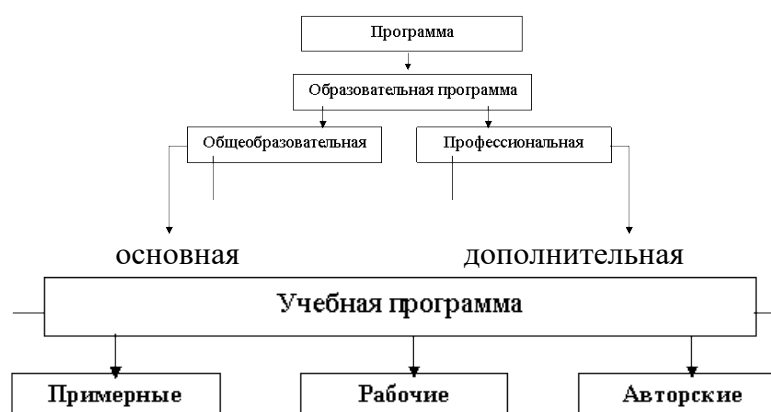 Программа
Образовательная программа
Общеобразовательная Профессиональная
основная дополнительная
Учебная программа
Примерные Рабочие Авторские